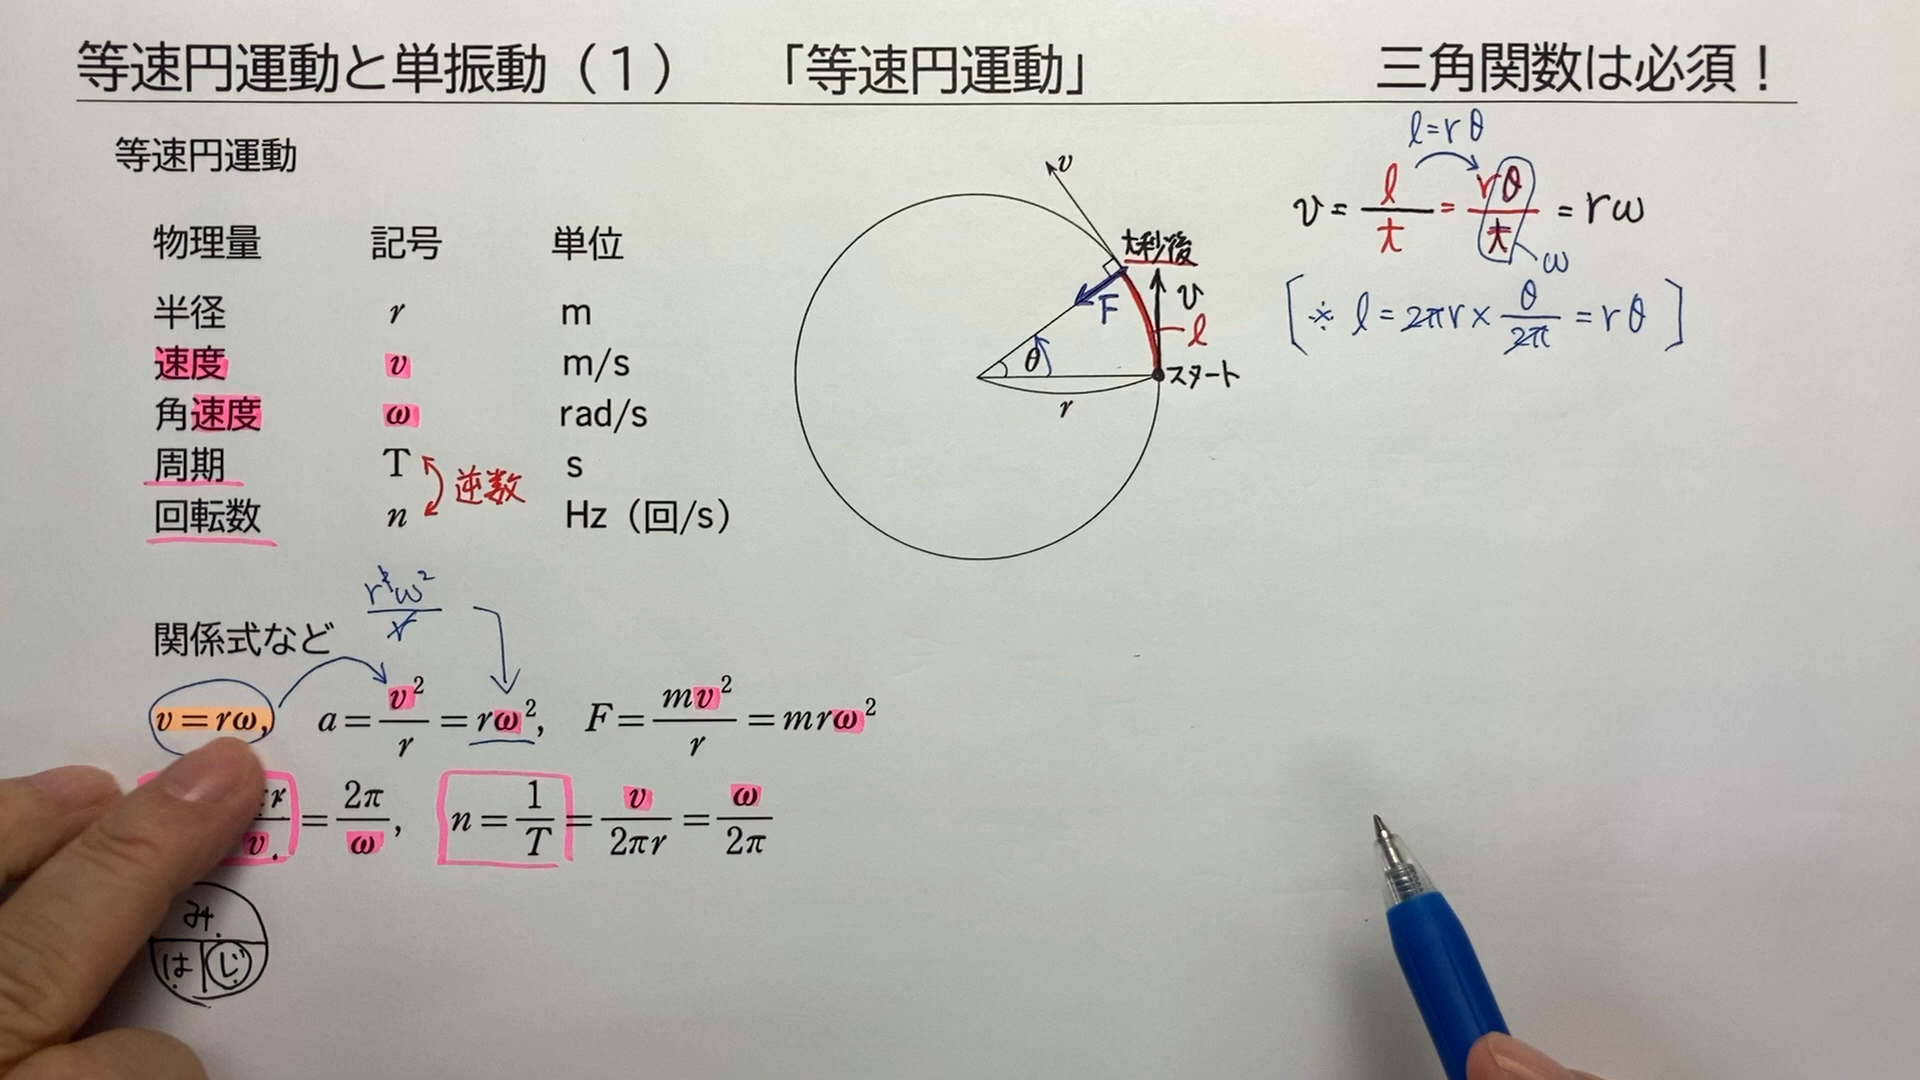 等速円運動と単振動（1） 「等速円運動」 三角関数は必須！
等速円運動
物理量 記号 単位
半径 r m
速度 v m/s
角速度 ω rad/s
周期 T s
逆数
回転数 n Hz（回/s）
v
t秒後
F
v
l
θ
スタート
r
l=rθ
v = l/t = rθ/t = rω
ω
[※ l = 2πr × θ/2π = rθ]
r²ω²/r
関係式など
v=rω, a=v²/r=rω², F=mv²/r=mrω²
r/v=2π/ω, n=1/T=v/2πr=ω/2π
み
は じ